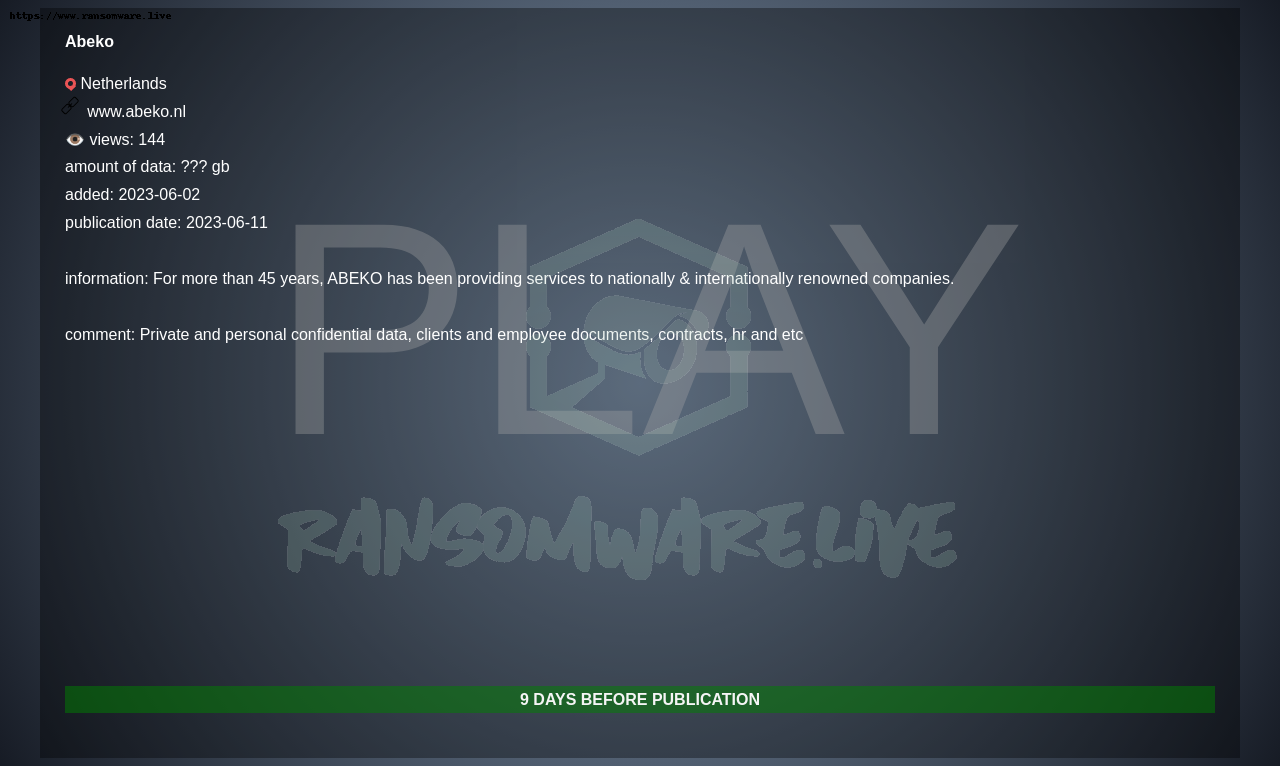 https://www.ransomware.live
Abeko
Netherlands
www.abeko.nl
views: 144
amount of data: ??? gb
added: 2023-06-02
publication date: 2023-06-11
PLAY
information: For more than 45 years, ABEKO has been providing services to nationally & internationally renowned companies.
comment: Private and personal confidential data, clients and employee documents, contracts, hr and etc
RANSOMWARE.LIVE
9 DAYS BEFORE PUBLICATION